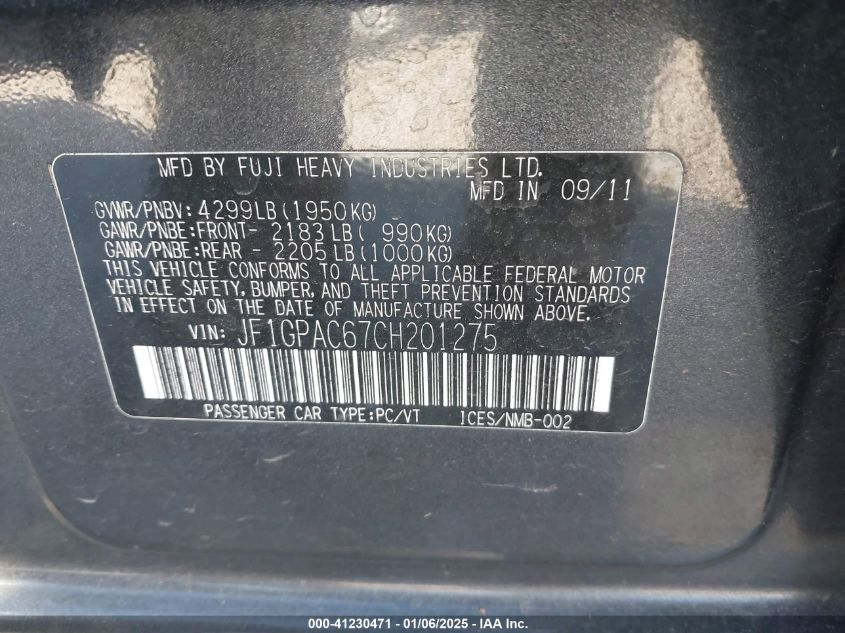 MFD BY FUJI HEAVY INDUSTRIES LTD.
MFD IN 09/11
GVWR/PNBV: 4299LB (1950KG)
GAWR/PNBE:FRONT- 2183LB ( 990KG)
GAWR/PNBE:REAR - 2205LB (1000KG)
THIS VEHICLE CONFORMS TO ALL APPLICABLE FEDERAL MOTOR
VEHICLE SAFETY, BUMPER, AND THEFT PREVENTION STANDARDS
IN EFFECT ON THE DATE OF MANUFACTURE SHOWN ABOVE.
VIN: JF1GPAC67CH201275
PASSENGER CAR TYPE:PC/VT ICES/NMB-002
000-41230471 - 01/06/2025 - © IAA Inc.